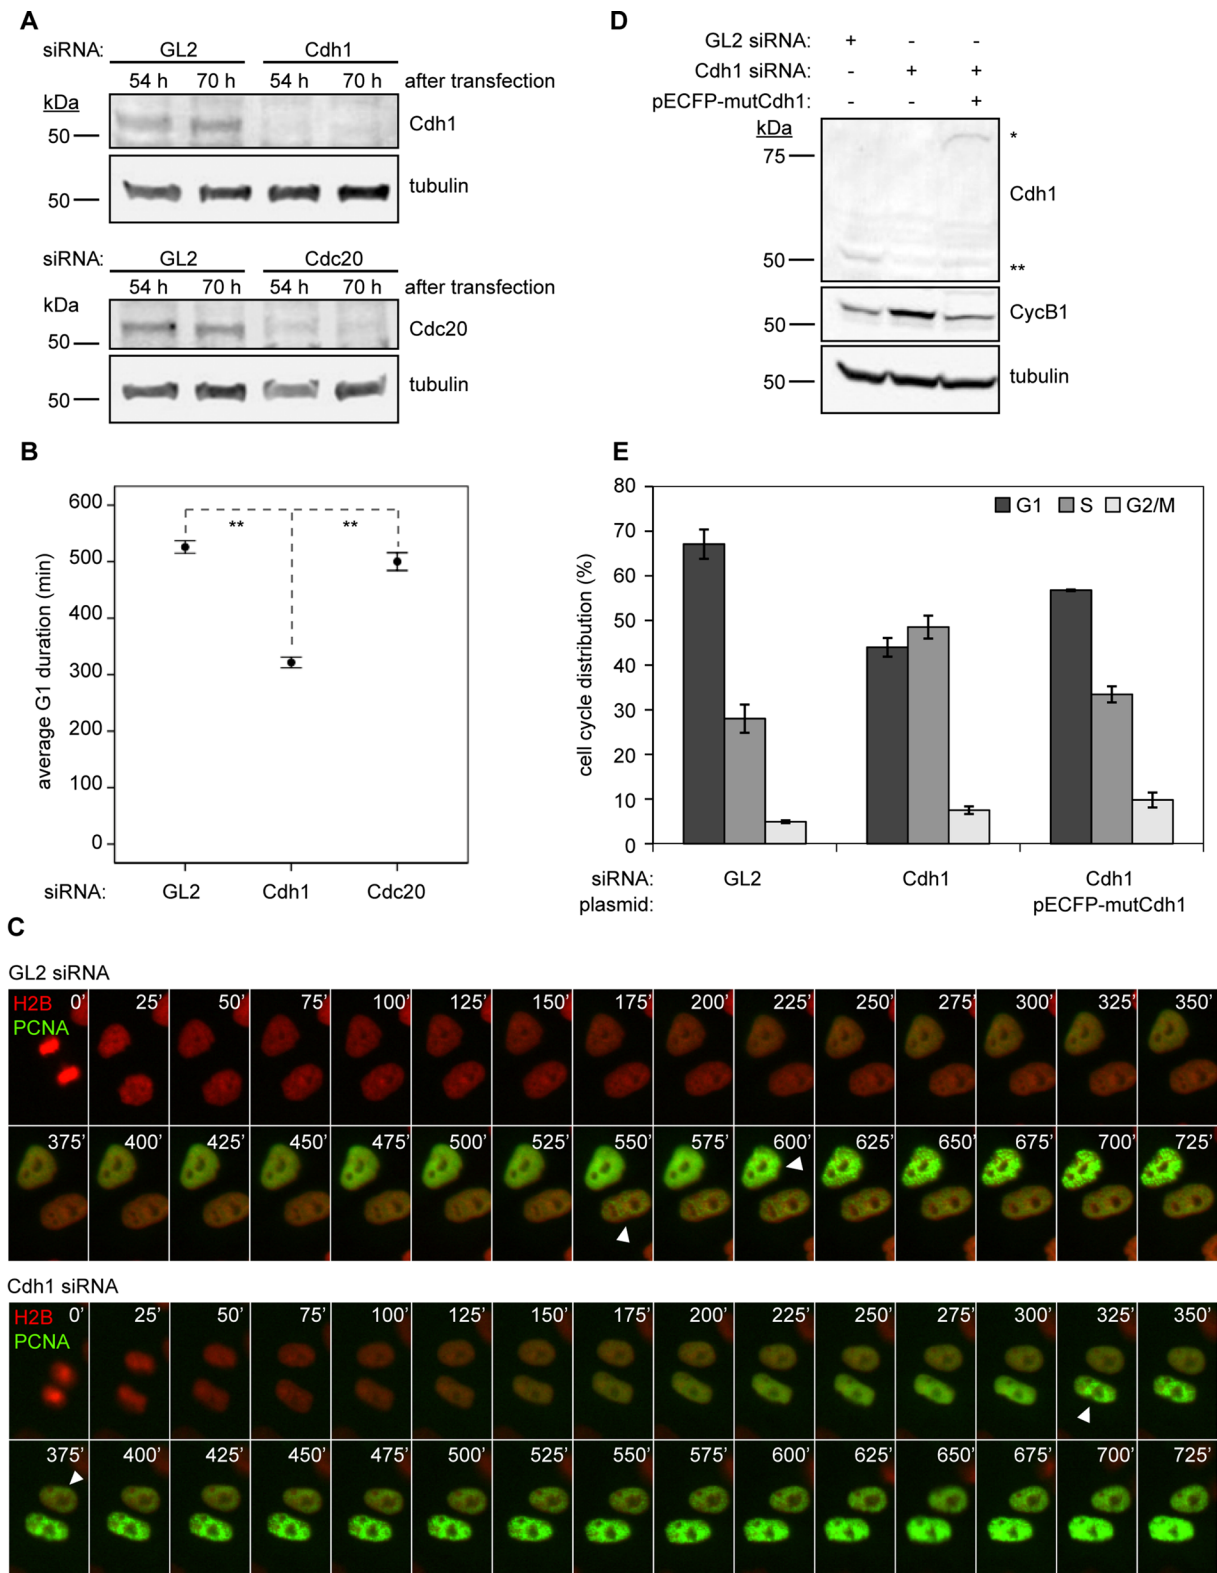 A
siRNA: GL2 Cdh1
54 h 70 h 54 h 70 h after transfection
kDa
50 Cdh1
50 tubulin
siRNA: GL2 Cdc20
54 h 70 h 54 h 70 h after transfection
kDa
50 Cdc20
50 tubulin
D
GL2 siRNA: + - -
Cdh1 siRNA: - + +
pECFP-mutCdh1: - - +
kDa
75 *
Cdh1
50 **
50 CycB1
50 tubulin
B
average G1 duration (min)
600
500
400
300
200
100
0
** **
siRNA: GL2 Cdh1 Cdc20
E
cell cycle distribution (%)
80
70
60
50
40
30
20
10
0
G1 S G2/M
siRNA: GL2 Cdh1 Cdh1
plasmid: pECFP-mutCdh1
C
GL2 siRNA
H2B 0’ 25’ 50’ 75’ 100’ 125’ 150’ 175’ 200’ 225’ 250’ 275’ 300’ 325’ 350’
PCNA
375’ 400’ 425’ 450’ 475’ 500’ 525’ 550’ 575’ 600’ 625’ 650’ 675’ 700’ 725’
Cdh1 siRNA
H2B 0’ 25’ 50’ 75’ 100’ 125’ 150’ 175’ 200’ 225’ 250’ 275’ 300’ 325’ 350’
PCNA
375’ 400’ 425’ 450’ 475’ 500’ 525’ 550’ 575’ 600’ 625’ 650’ 675’ 700’ 725’